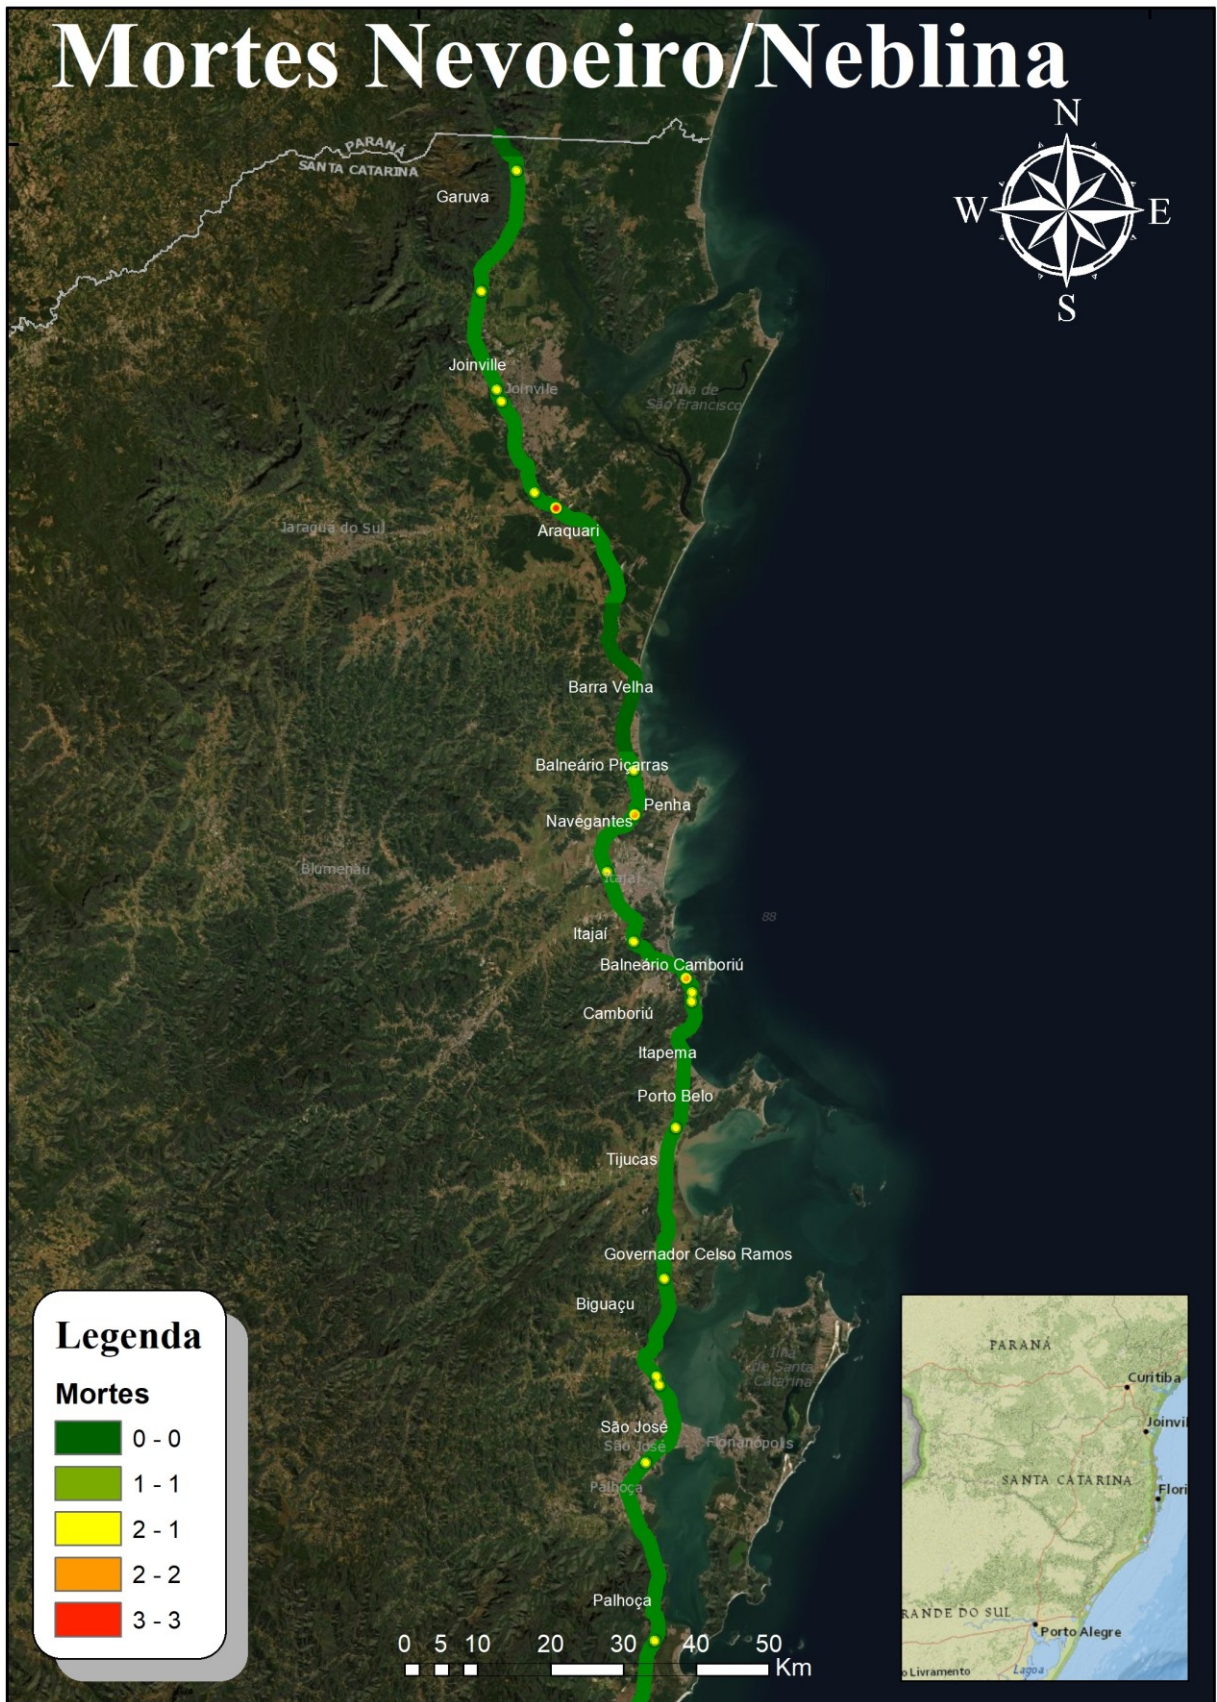 Mortes Nevoeiro/Neblina
N
W
E
S
PARANÁ
SANTA CATARINA
Garuva
Joinville
Joinvile
Ilha de
São Francisco
Jaraguá do Sul
Araquari
Barra Velha
Balneário Piçarras
Penha
Navegantes
Blumenau
Itajaí
88
Itajaí
Balneário Camboriú
Camboriú
Itapema
Porto Belo
Tijucas
Governador Celso Ramos
Biguaçu
Ilha
de Santa
Catarina
São José
São José
Florianópolis
Palhoça
Palhoça
Legenda
Mortes
0 - 0
1 - 1
2 - 1
2 - 2
3 - 3
0 5 10 20 30 40 50
Km
PARANÁ
Curitiba
Joinvil
SANTA CATARINA
Flori
RANDE DO SUL
Porto Alegre
o Livramento
Lagoa